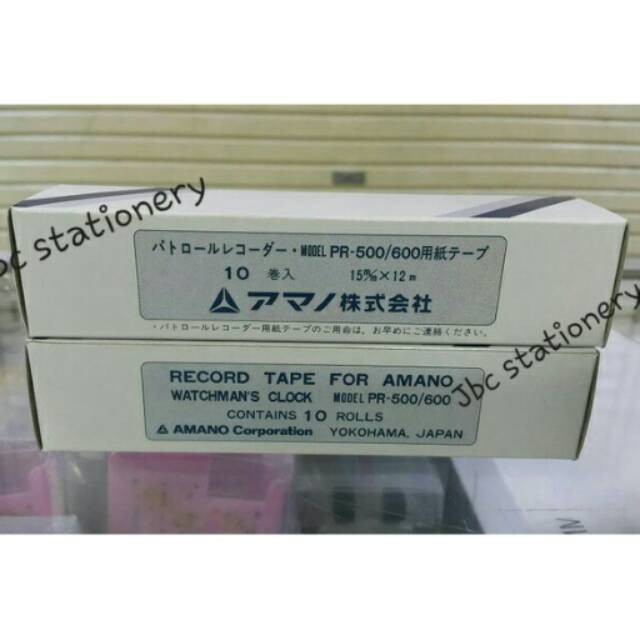 Jbc stationery
パトロールレコーダー・MODEL PR-500/600用紙テープ
10 巻入 15㎜×12m
アマノ株式会社
・パトロールレコーダー用紙テープのご用命は、お早めにご連絡ください。
Jbc stationery
RECORD TAPE FOR AMANO
WATCHMAN'S CLOCK MODEL PR-500/600
CONTAINS 10 ROLLS
AMANO Corporation YOKOHAMA, JAPAN